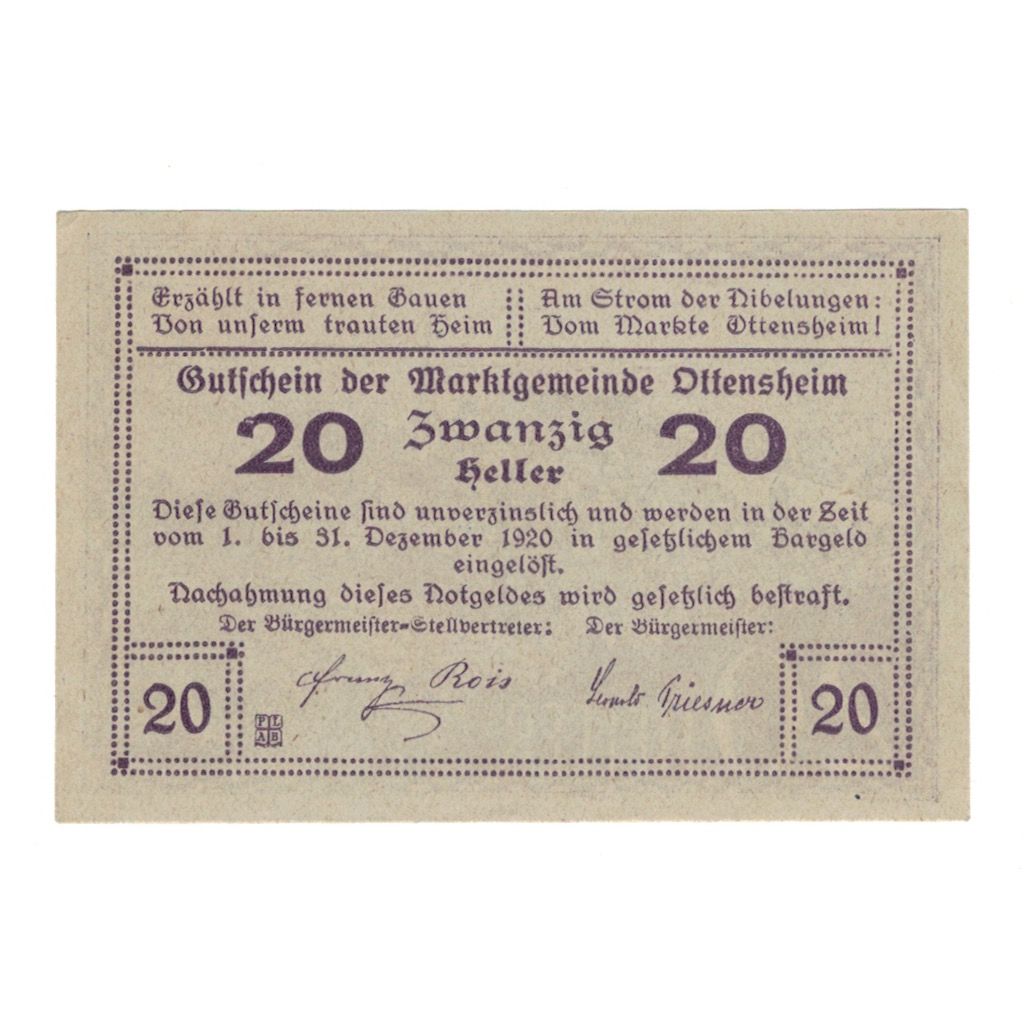 Erzählt in fernen Gauen
Von unserm trauten Heim
Am Strom der Nibelungen:
Vom Markte Ottensheim!
Gutschein der Marktgemeinde Ottensheim
20 Zwanzig 20
Heller
Diese Gutscheine sind unverzinslich und werden in der Zeit
vom 1. bis 31. Dezember 1920 in gesetzlichem Bargeld
eingelöst.
Nachahmung dieses Notgeldes wird gesetzlich bestraft.
Der Bürgermeister-Stellvertreter: Der Bürgermeister:
Franz Rois
Triesner
20
20
FL
AB